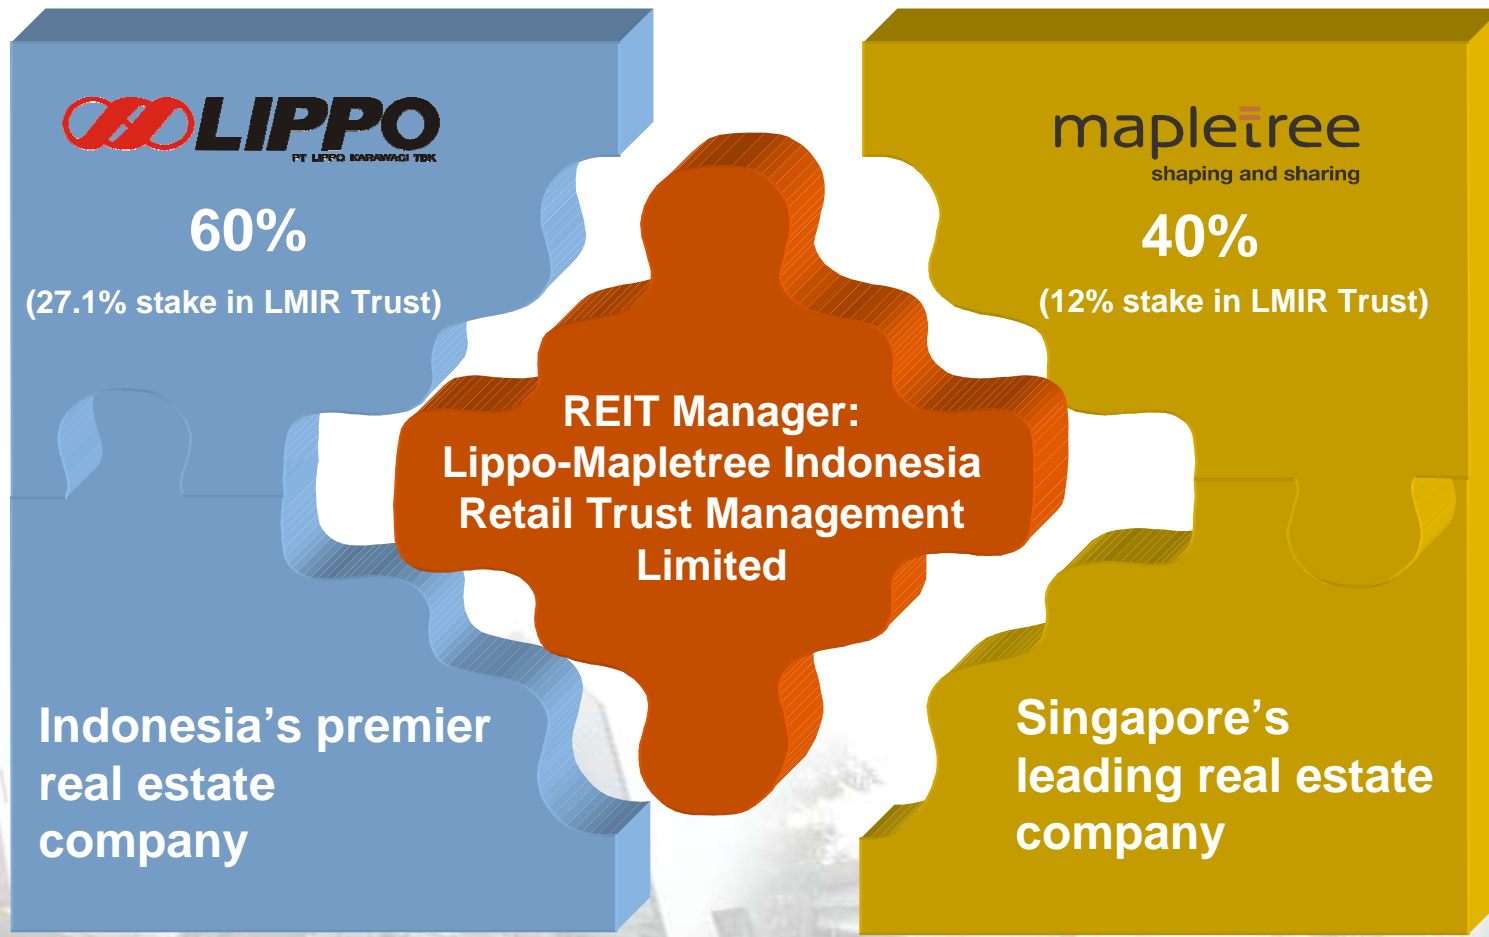 LIPPO
PT LIPPO KARAWACI TBK
60%
(27.1% stake in LMIR Trust)
mapletree
shaping and sharing
40%
(12% stake in LMIR Trust)
REIT Manager:
Lippo-Mapletree Indonesia
Retail Trust Management
Limited
Indonesia’s premier
real estate
company
Singapore’s
leading real estate
company